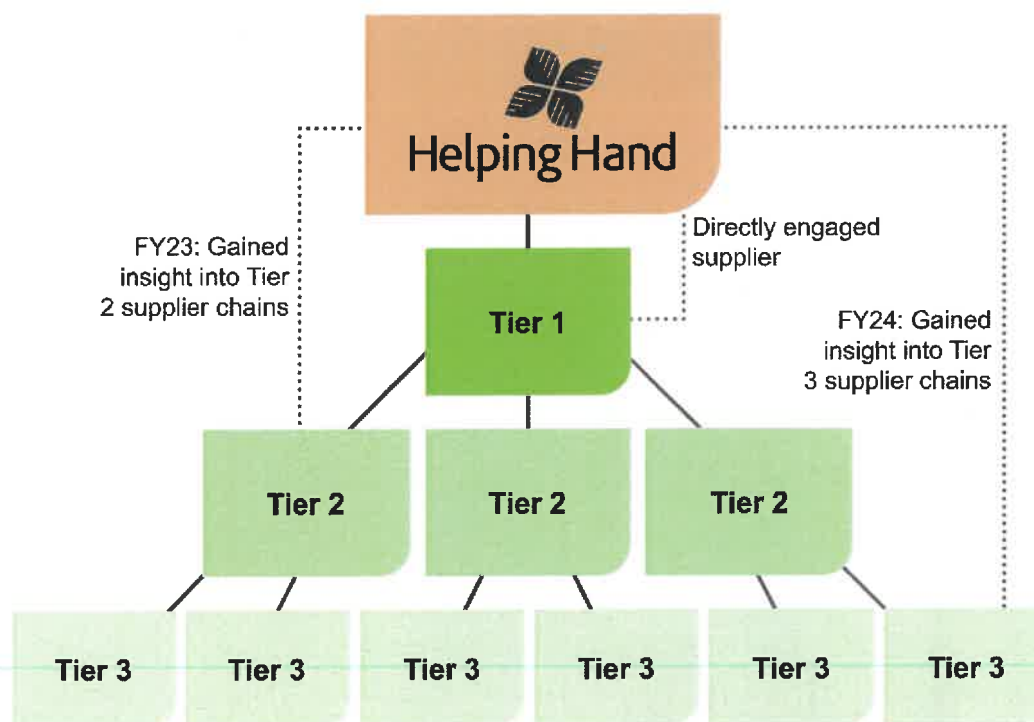 Helping Hand
FY23: Gained
insight into Tier
2 supplier chains
Directly engaged
supplier
Tier 1
FY24: Gained
insight into Tier
3 supplier chains
Tier 2
Tier 2
Tier 2
Tier 3
Tier 3
Tier 3
Tier 3
Tier 3
Tier 3